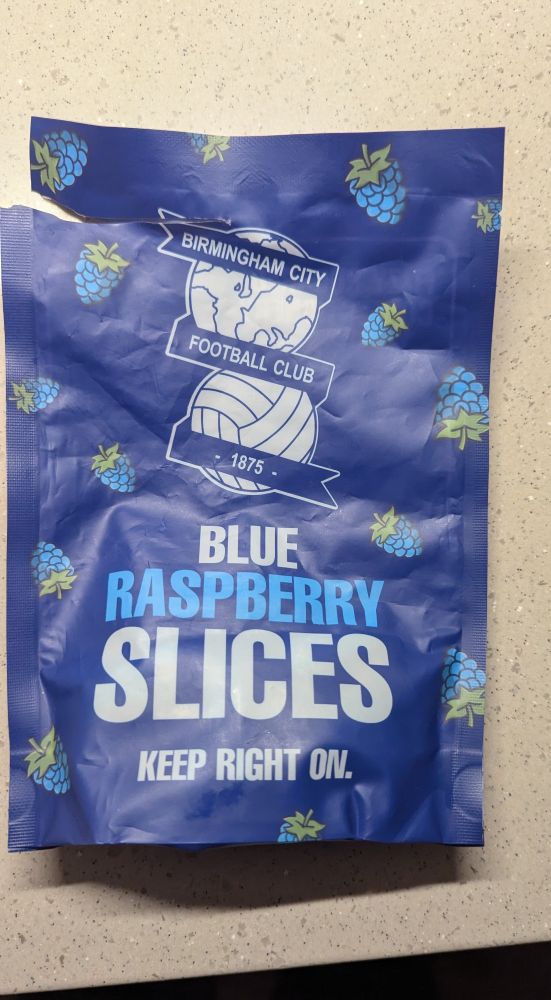 BIRMINGHAM CITY
FOOTBALL CLUB
- 1875 -
BLUE
RASPBERRY
SLICES
KEEP RIGHT ON.